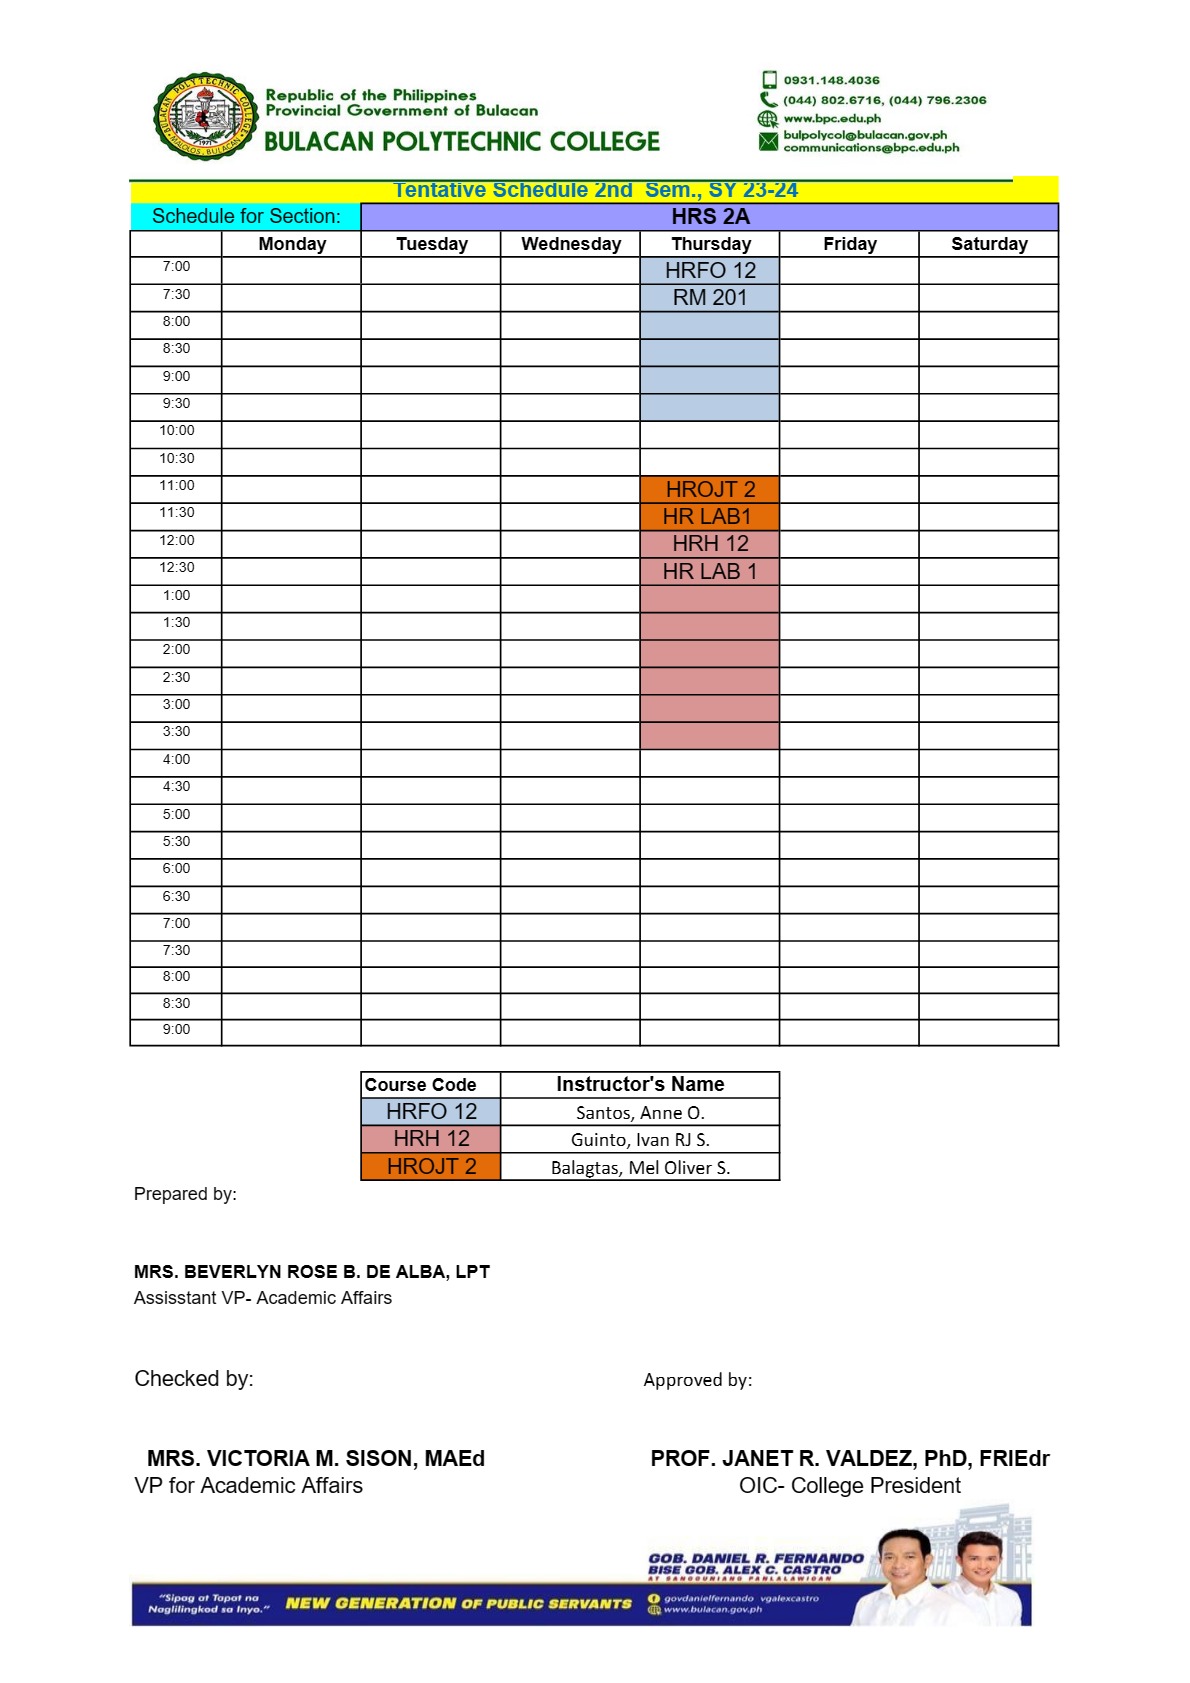 BULACAN POLYTECHNIC COLLEGE
MALOLOS, BULACAN
1971
Republic of the Philippines
Provincial Government of Bulacan
BULACAN POLYTECHNIC COLLEGE
0931.148.4036
(044) 802.6716, (044) 796.2306
www.bpc.edu.ph
bulpolycol@bulacan.gov.ph
communications@bpc.edu.ph
Tentative Schedule 2nd Sem., SY 23-24
Schedule for Section: HRS 2A
Monday Tuesday Wednesday Thursday Friday Saturday
7:00 HRFO 12
7:30 RM 201
8:00
8:30
9:00
9:30
10:00
10:30
11:00 HROJT 2
11:30 HR LAB1
12:00 HRH 12
12:30 HR LAB 1
1:00
1:30
2:00
2:30
3:00
3:30
4:00
4:30
5:00
5:30
6:00
6:30
7:00
7:30
8:00
8:30
9:00
Course Code Instructor's Name
HRFO 12 Santos, Anne O.
HRH 12 Guinto, Ivan RJ S.
HROJT 2 Balagtas, Mel Oliver S.
Prepared by:
MRS. BEVERLYN ROSE B. DE ALBA, LPT
Assisstant VP- Academic Affairs
Checked by: Approved by:
MRS. VICTORIA M. SISON, MAEd PROF. JANET R. VALDEZ, PhD, FRIEdr
VP for Academic Affairs OIC- College President
GOB. DANIEL R. FERNANDO
BISE GOB. ALEX C. CASTRO
AT SANGGUNIANG PANLALAWIGAN
"Sipag at Tapat na
Naglilingkod sa Inyo."
NEW GENERATION OF PUBLIC SERVANTS
govdanielfernando vgalexcastro
www.bulacan.gov.ph